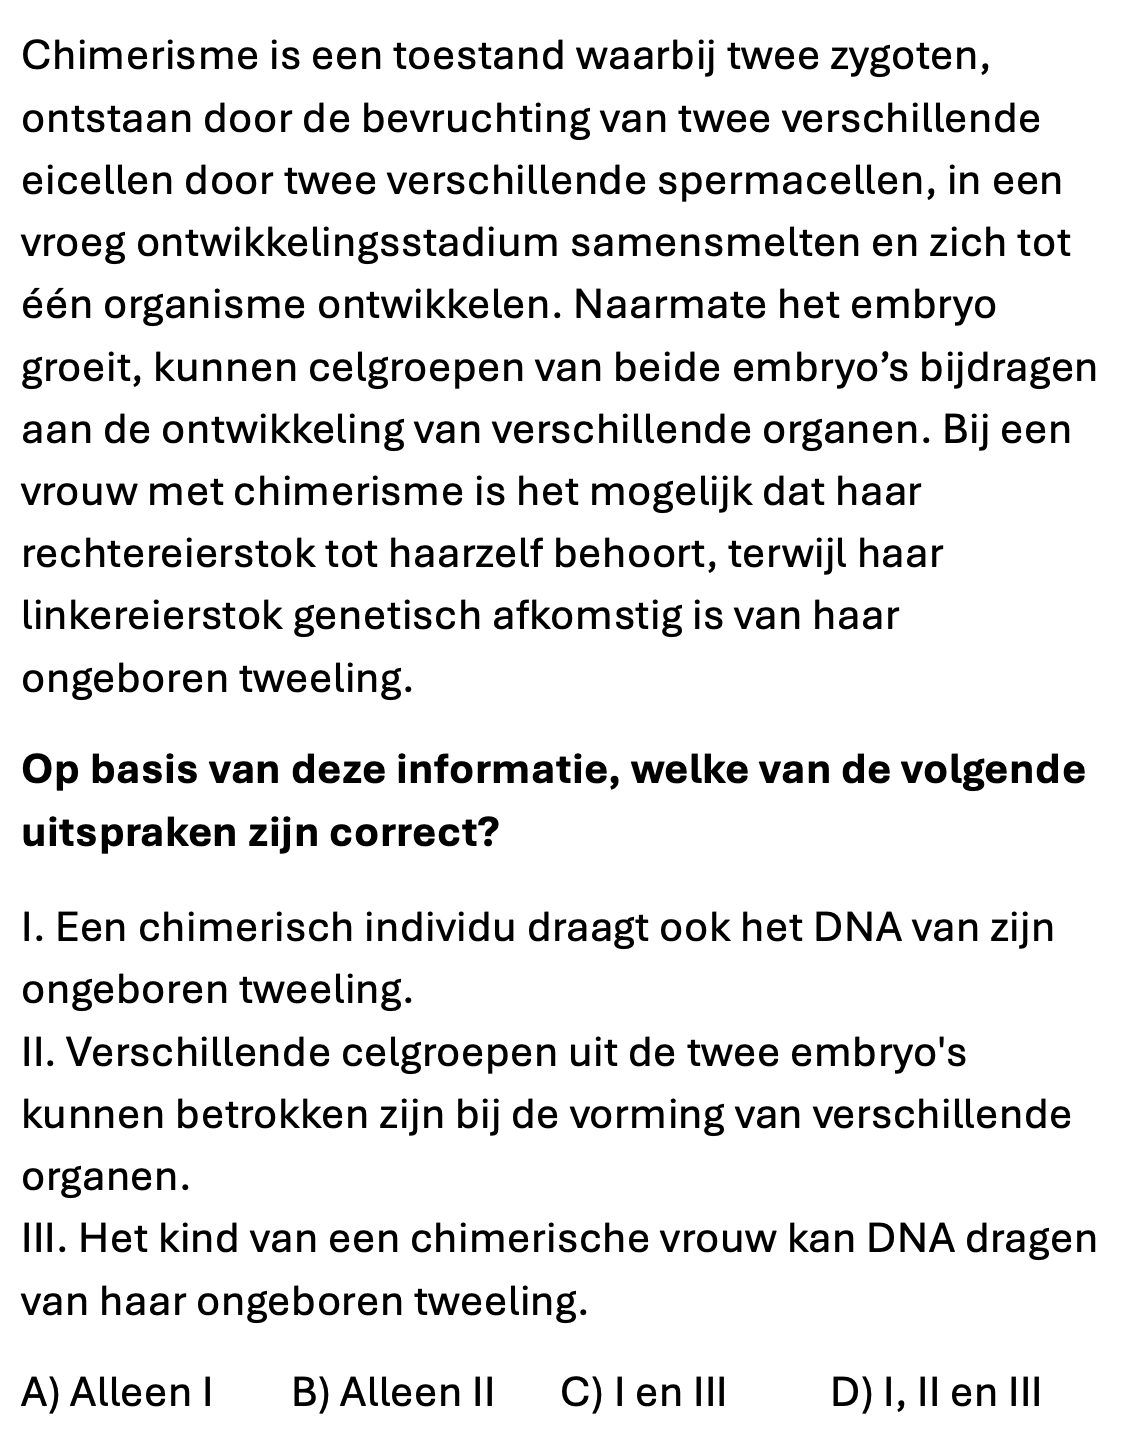 Chimerisme is een toestand waarbij twee zygoten,
ontstaan door de bevruchting van twee verschillende
eicellen door twee verschillende spermacellen, in een
vroeg ontwikkelingsstadium samensmelten en zich tot
één organisme ontwikkelen. Naarmate het embryo
groeit, kunnen celgroepen van beide embryo’s bijdragen
aan de ontwikkeling van verschillende organen. Bij een
vrouw met chimerisme is het mogelijk dat haar
rechtereierstok tot haarzelf behoort, terwijl haar
linkereierstok genetisch afkomstig is van haar
ongeboren tweeling.
Op basis van deze informatie, welke van de volgende
uitspraken zijn correct?
I. Een chimerisch individu draagt ook het DNA van zijn
ongeboren tweeling.
II. Verschillende celgroepen uit de twee embryo's
kunnen betrokken zijn bij de vorming van verschillende
organen.
III. Het kind van een chimerische vrouw kan DNA dragen
van haar ongeboren tweeling.
A) Alleen I B) Alleen II C) I en III D) I, II en III